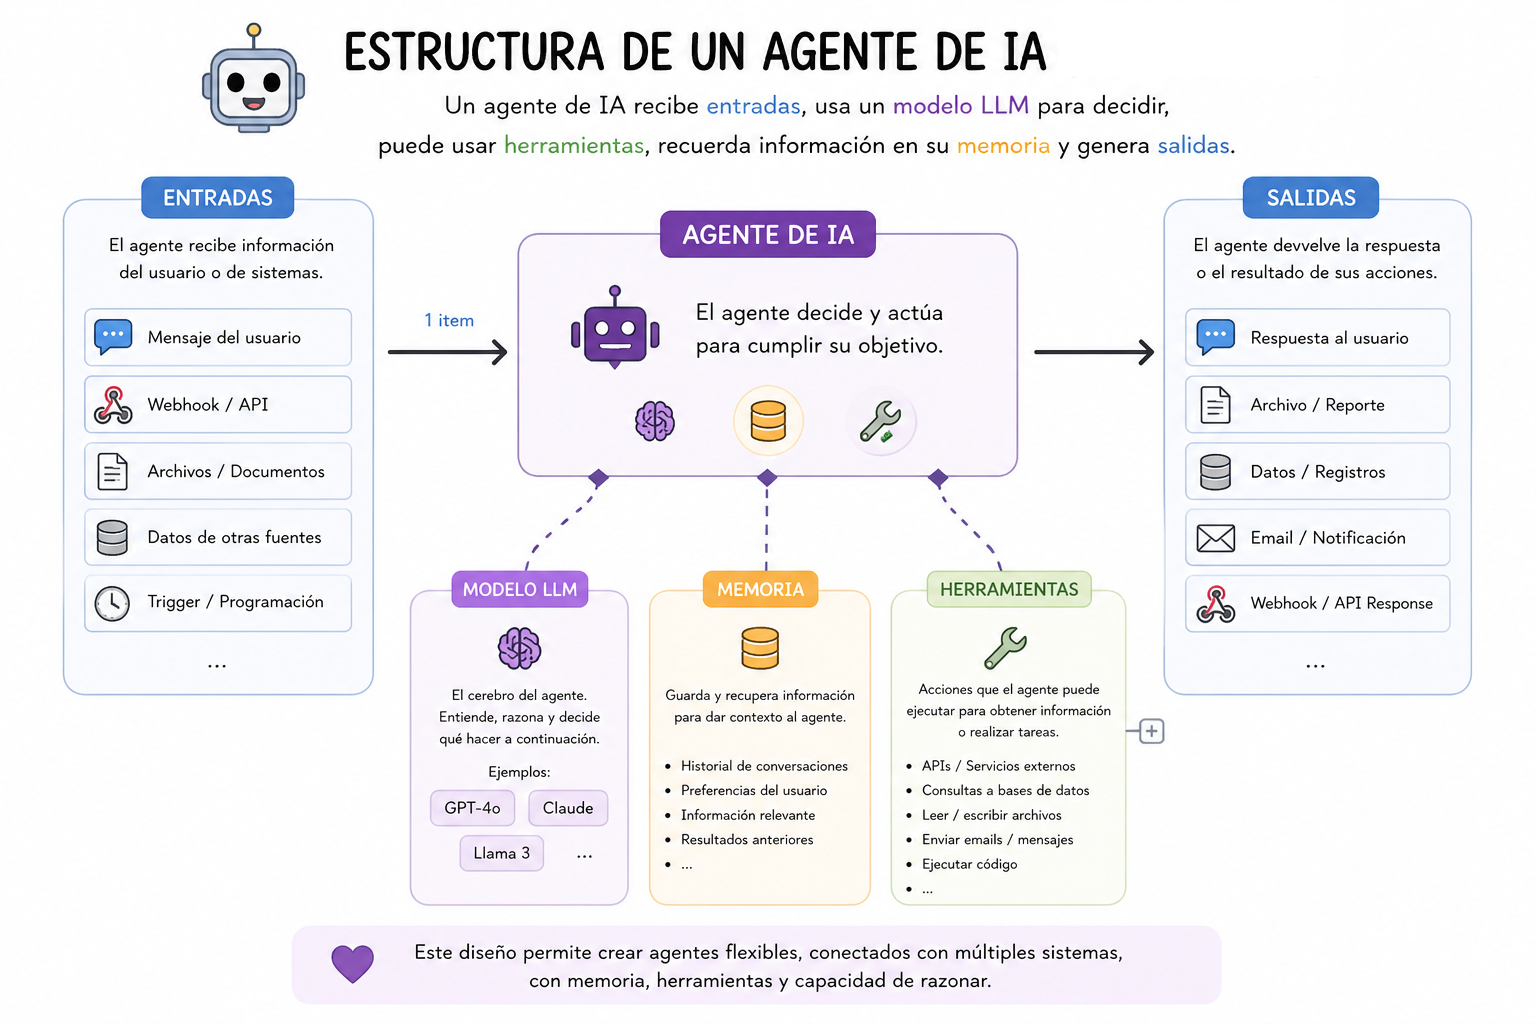 ESTRUCTURA DE UN AGENTE DE IA
Un agente de IA recibe entradas, usa un modelo LLM para decidir,
puede usar herramientas, recuerda información en su memoria y genera salidas.
ENTRADAS
El agente recibe información
del usuario o de sistemas.
Mensaje del usuario
Webhook / API
Archivos / Documentos
Datos de otras fuentes
Trigger / Programación
...
1 item
AGENTE DE IA
El agente decide y actúa
para cumplir su objetivo.
SALIDAS
El agente devvelve la respuesta
o el resultado de sus acciones.
Respuesta al usuario
Archivo / Reporte
Datos / Registros
Email / Notificación
Webhook / API Response
...
MODELO LLM
El cerebro del agente.
Entiende, razona y decide
qué hacer a continuación.
Ejemplos:
GPT-4o
Claude
Llama 3
...
MEMORIA
Guarda y recupera información
para dar contexto al agente.
• Historial de conversaciones
• Preferencias del usuario
• Información relevante
• Resultados anteriores
• ...
HERRAMIENTAS
Acciones que el agente puede
ejecutar para obtener información
o realizar tareas.
• APIs / Servicios externos
• Consultas a bases de datos
• Leer / escribir archivos
• Enviar emails / mensajes
• Ejecutar código
• ...
Este diseño permite crear agentes flexibles, conectados con múltiples sistemas,
con memoria, herramientas y capacidad de razonar.